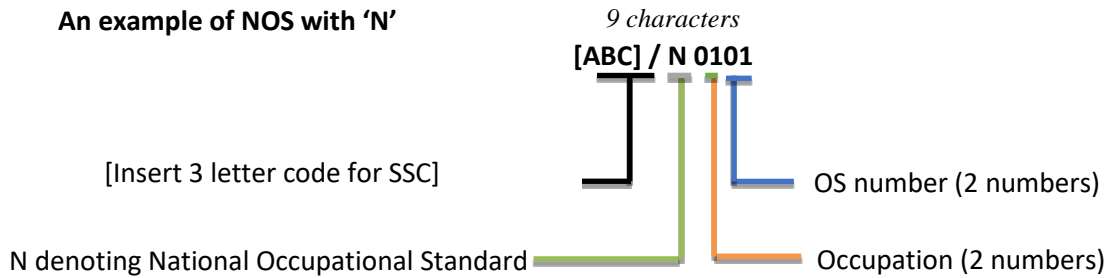 An example of NOS with ‘N’
9 characters
[ABC] / N 0101
[Insert 3 letter code for SSC]
OS number (2 numbers)
N denoting National Occupational Standard
Occupation (2 numbers)